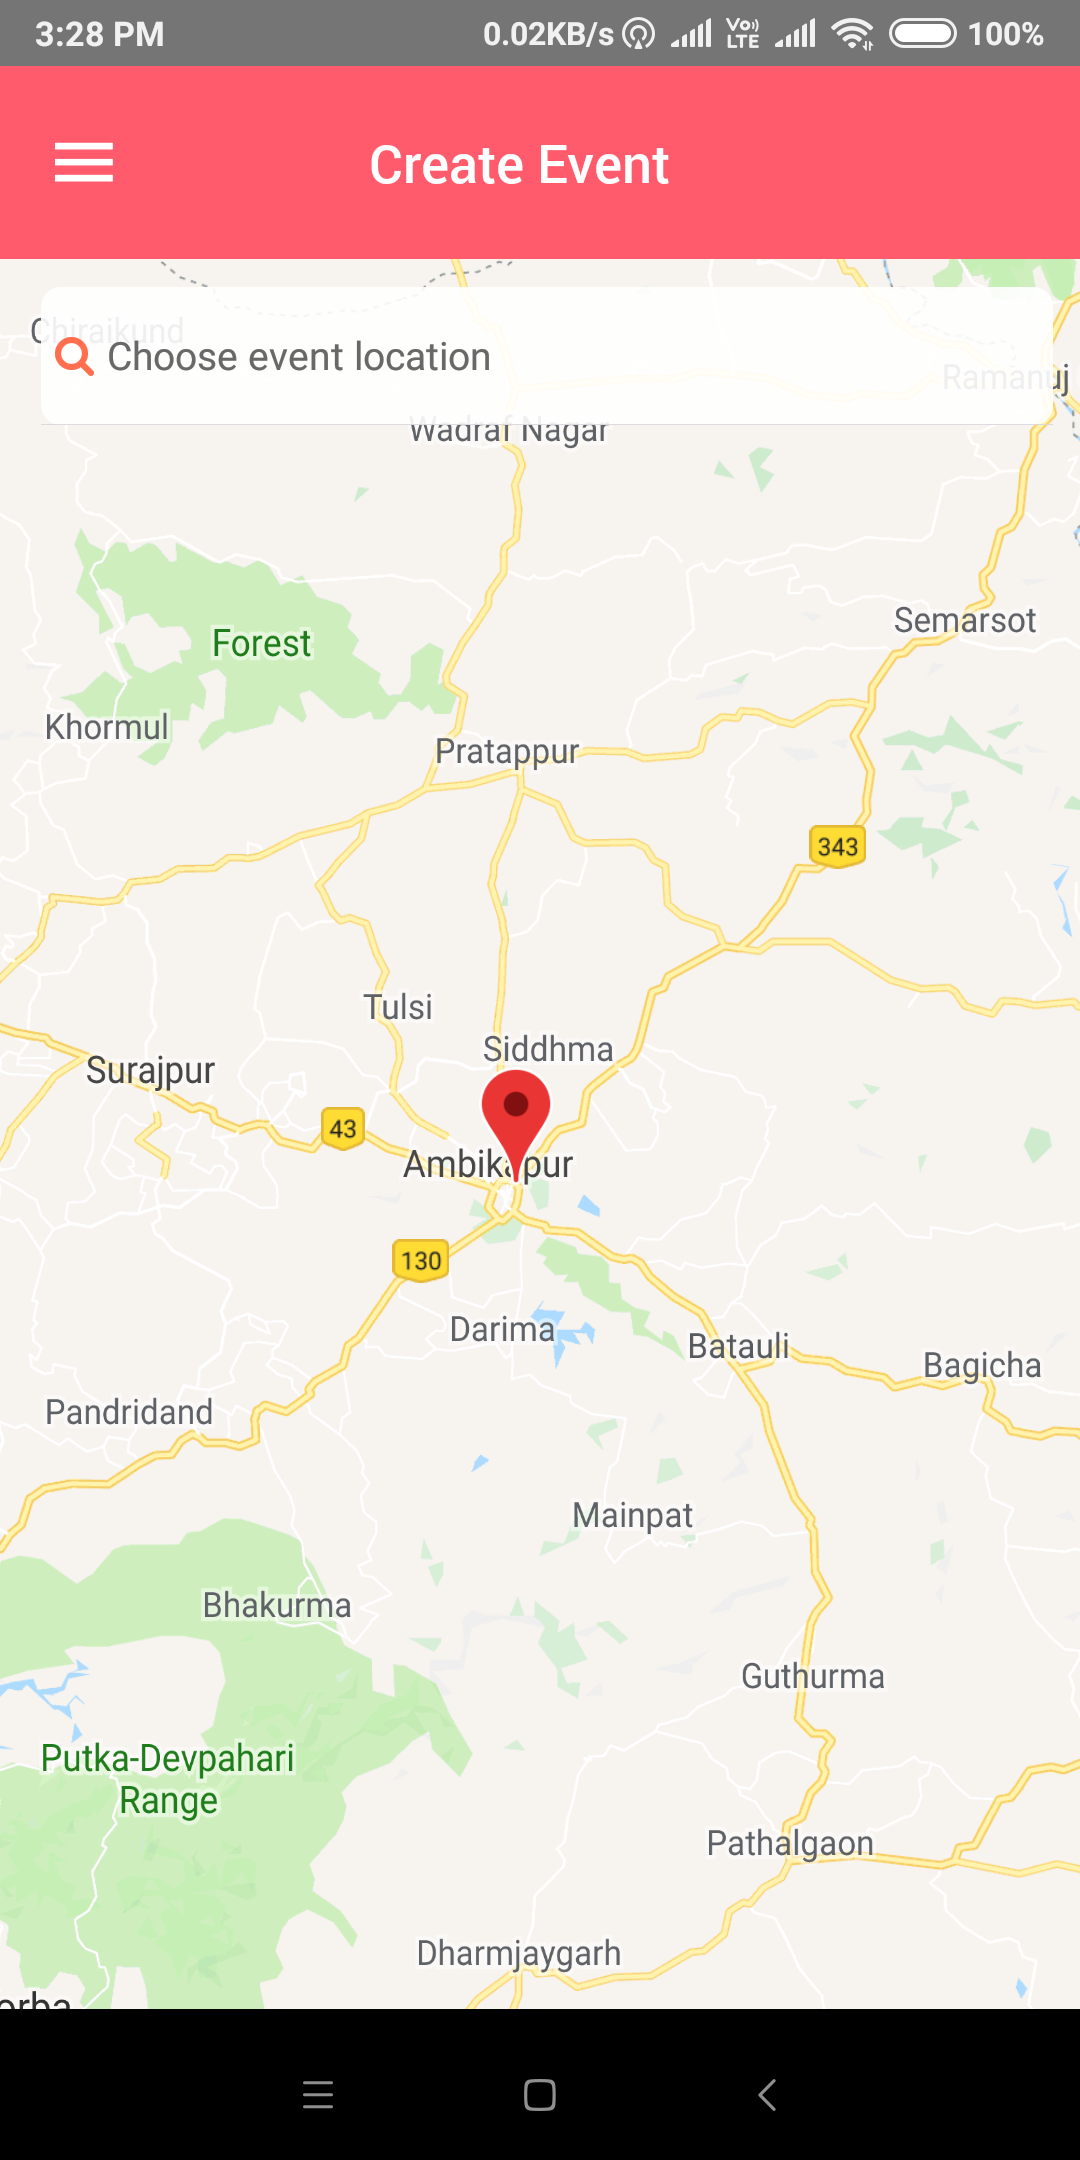 3:28 PM 0.02KB/s Vo)) LTE 100%
Create Event
Chiraikund
Choose event location
Ramanuj
Wadraf Nagar
Semarsot
Forest
Khormul
Pratappur
343
Tulsi
Siddhma
Surajpur
43
Ambikapur
130
Darima
Batauli
Bagicha
Pandridand
Mainpat
Bhakurma
Guthurma
Putka-Devpahari
Range
Pathalgaon
Dharmjaygarh
orba